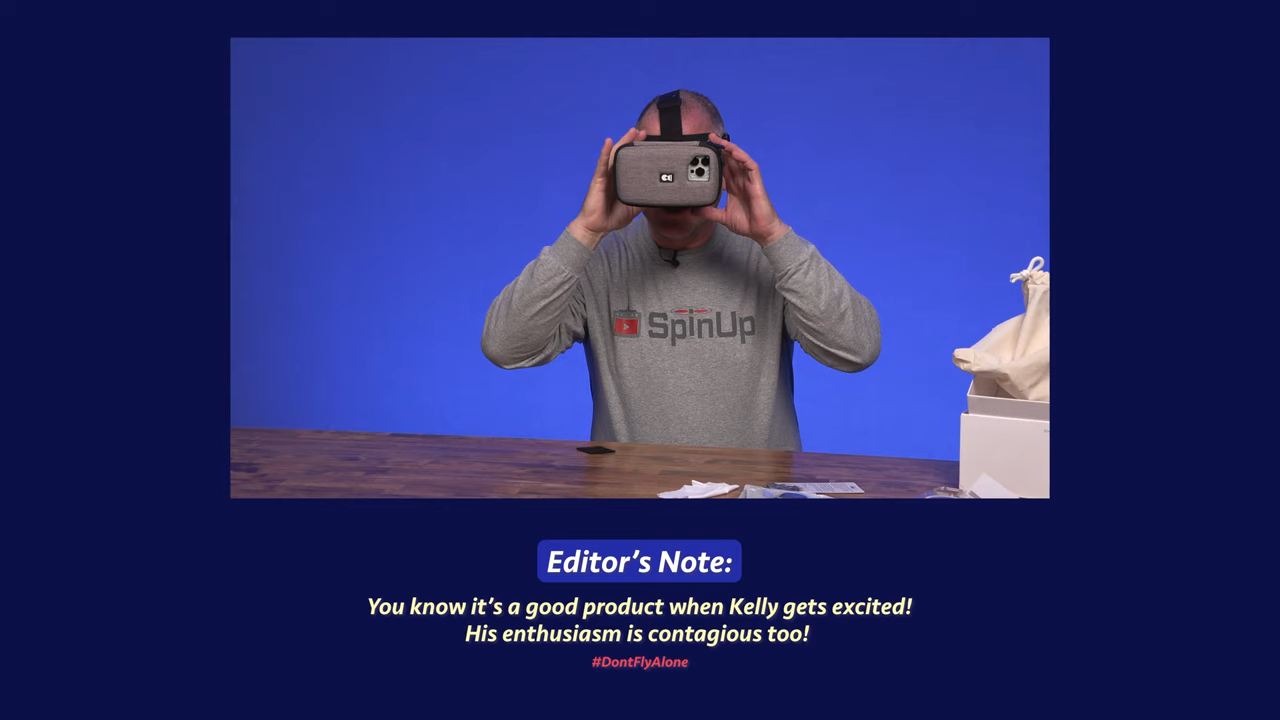 SpinUp
Editor's Note:
You know it's a good product when Kelly gets excited!
His enthusiasm is contagious too!
#DontFlyAlone